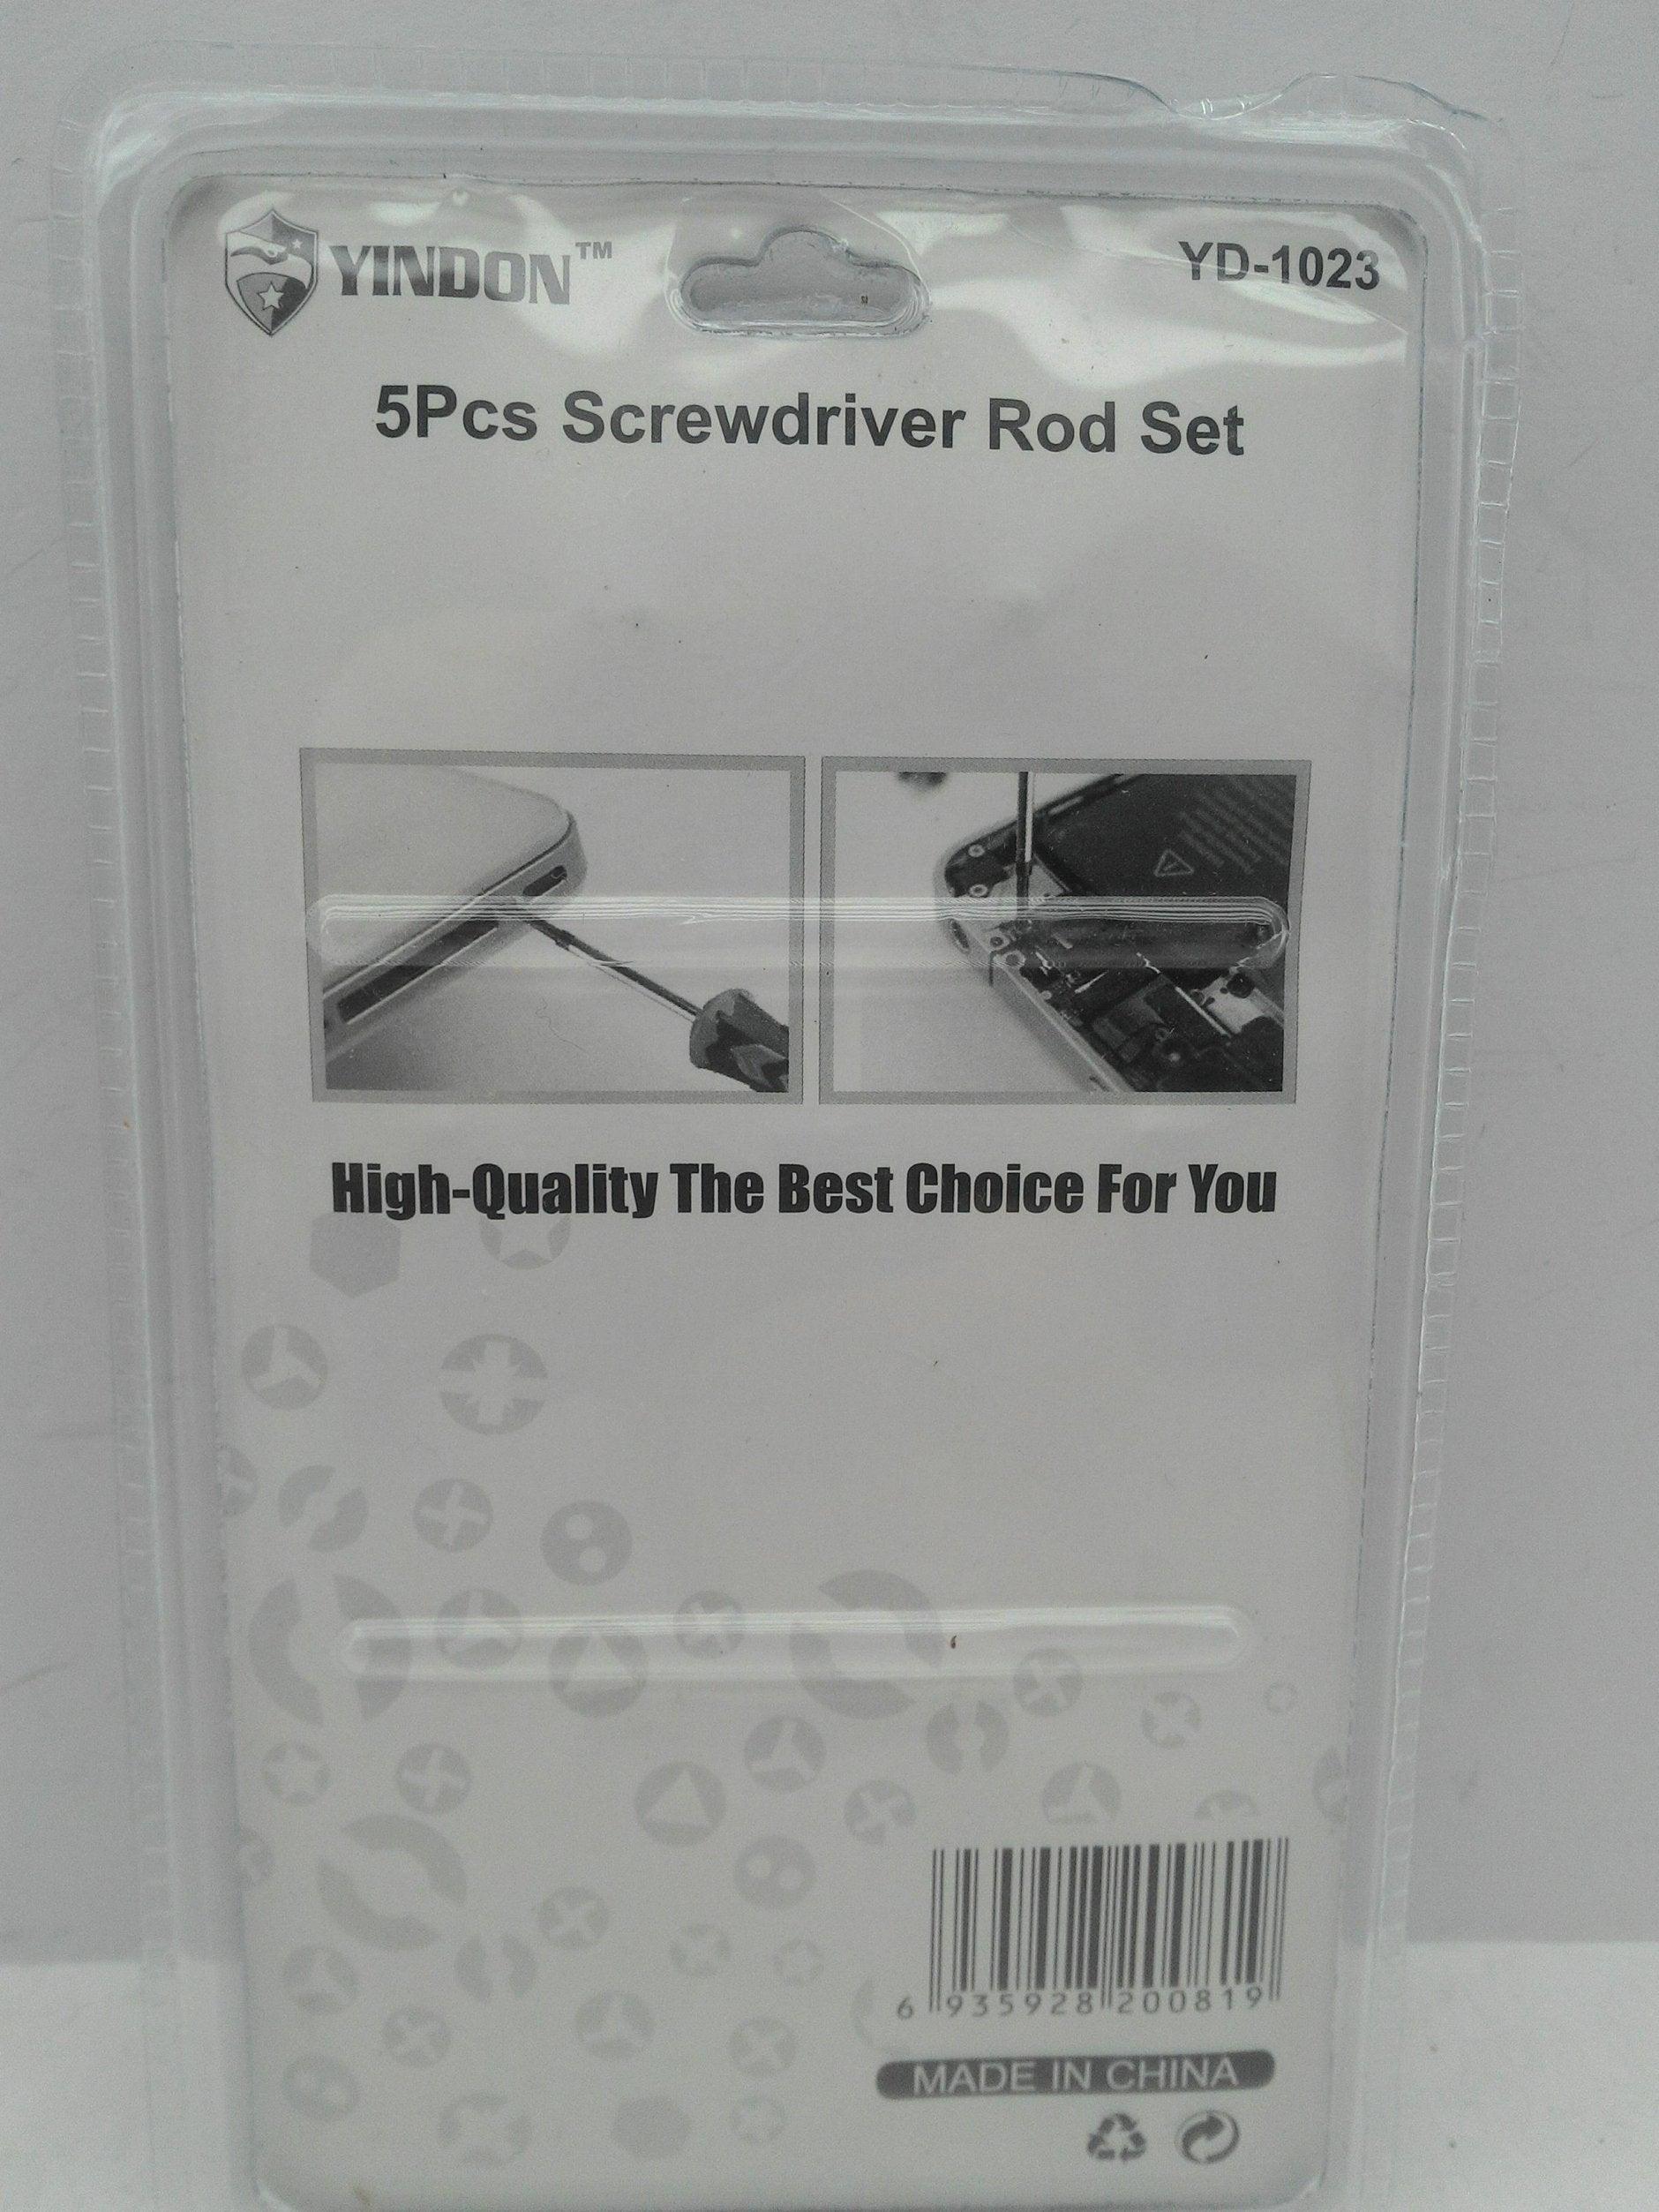 YINDON™
YD-1023
5Pcs Screwdriver Rod Set
High-Quality The Best Choice For You
6 935928 200819
MADE IN CHINA